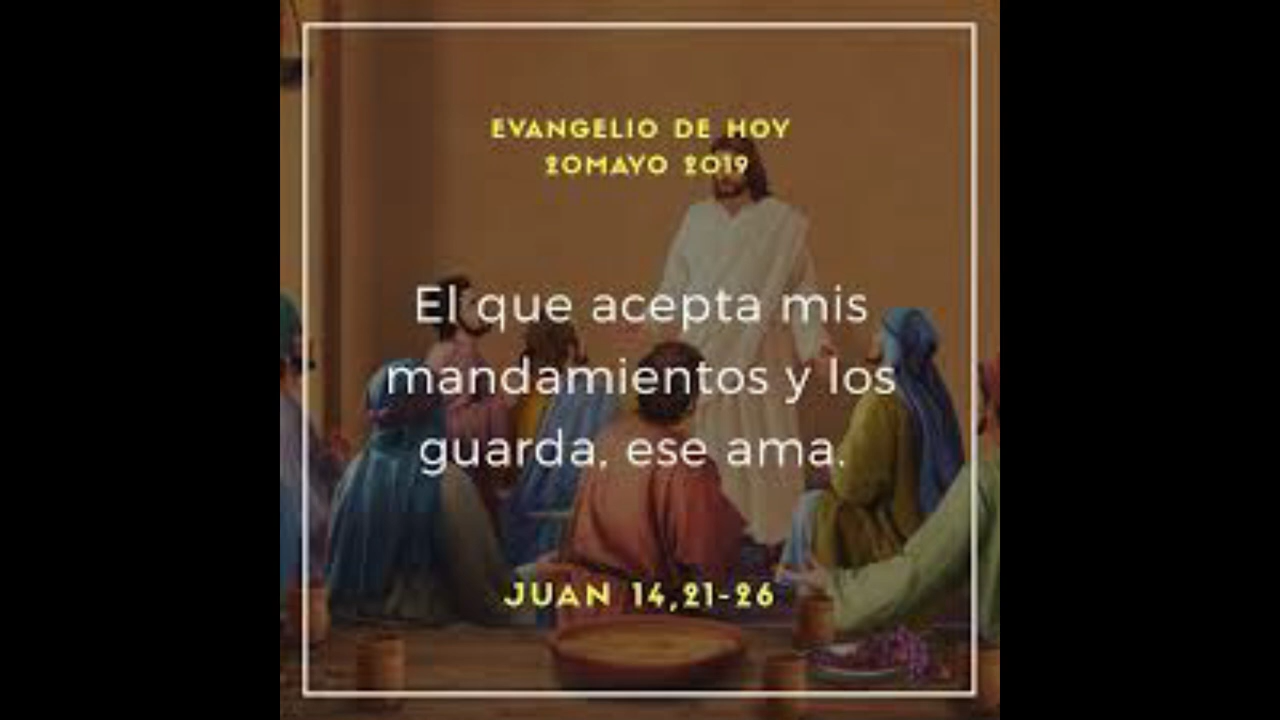 EVANGELIO DE HOY
20MAYO 2019
El que acepta mis
mandamientos y los
guarda, ese ama.
JUAN 14,21-26